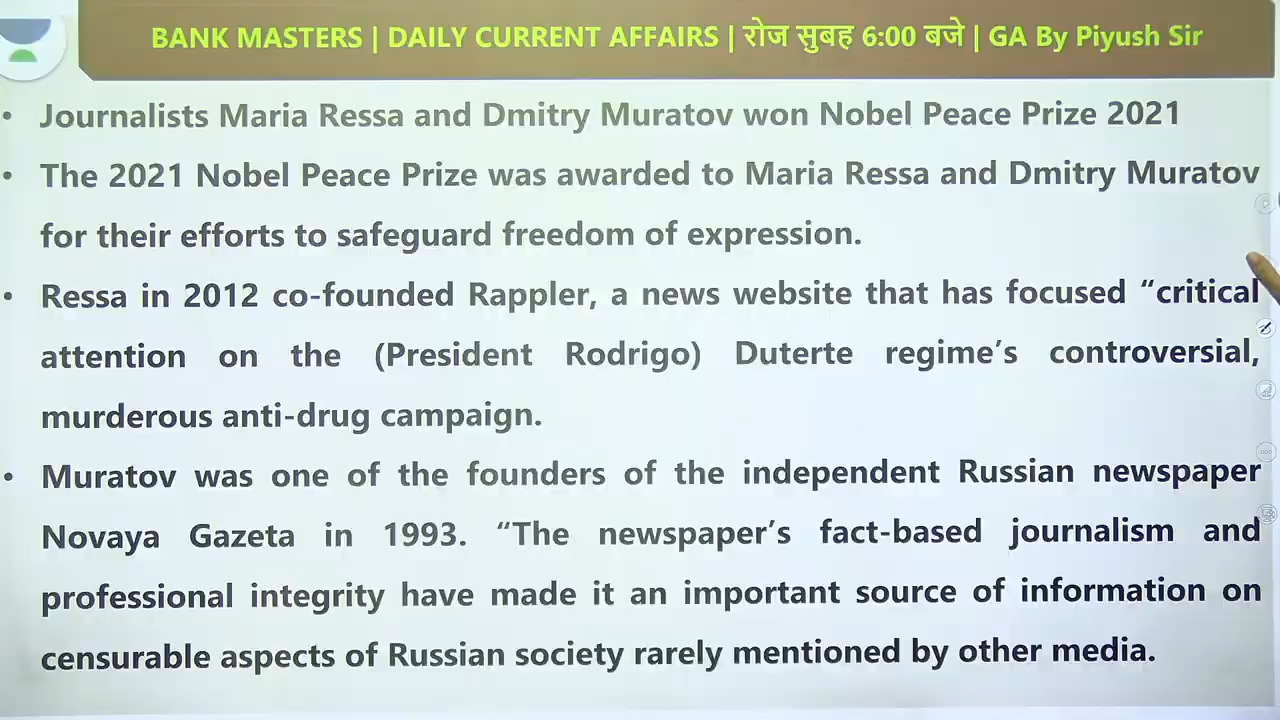 BANK MASTERS | DAILY CURRENT AFFAIRS | रोज सुबह 6:00 बजे | GA By Piyush Sir
• Journalists Maria Ressa and Dmitry Muratov won Nobel Peace Prize 2021
• The 2021 Nobel Peace Prize was awarded to Maria Ressa and Dmitry Muratov
for their efforts to safeguard freedom of expression.
• Ressa in 2012 co-founded Rappler, a news website that has focused “critical
attention on the (President Rodrigo) Duterte regime’s controversial,
murderous anti-drug campaign.
• Muratov was one of the founders of the independent Russian newspaper
Novaya Gazeta in 1993. “The newspaper’s fact-based journalism and
professional integrity have made it an important source of information on
censurable aspects of Russian society rarely mentioned by other media.